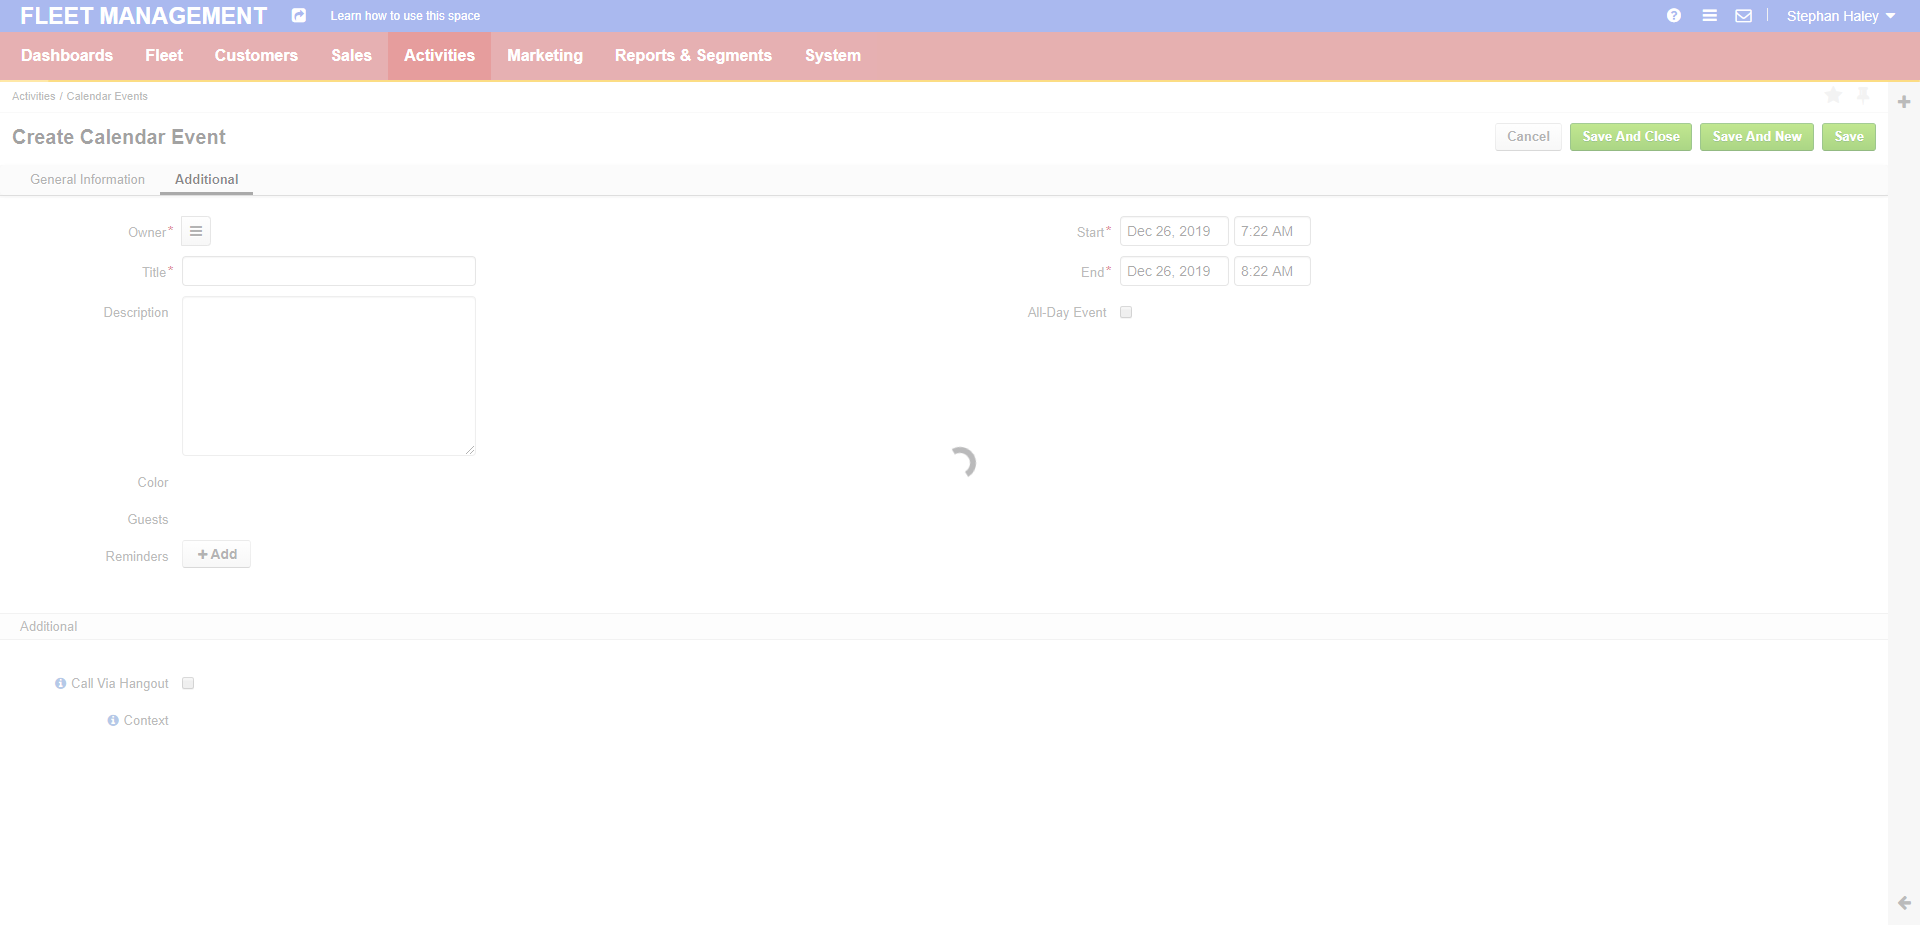 FLEET MANAGEMENT
Learn how to use this space
Stephan Haley
Dashboards
Fleet
Customers
Sales
Activities
Marketing
Reports & Segments
System
Activities / Calendar Events
Create Calendar Event
Cancel
Save And Close
Save And New
Save
General Information
Additional
Owner*
Title*
Description
Color
Guests
Reminders
+ Add
Start* Dec 26, 2019 7:22 AM
End* Dec 26, 2019 8:22 AM
All-Day Event
Additional
Call Via Hangout
Context